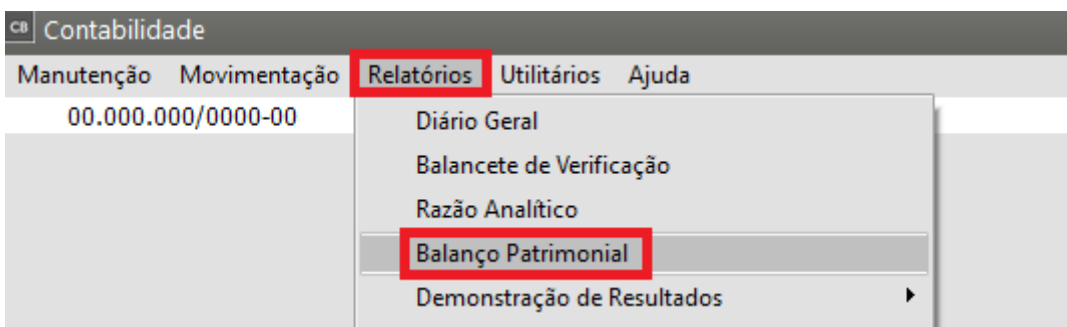 CB Contabilidade
Manutenção Movimentação Relatórios Utilitários Ajuda
00.000.000/0000-00
Diário Geral
Balancete de Verificação
Razão Analítico
Balanço Patrimonial
Demonstração de Resultados